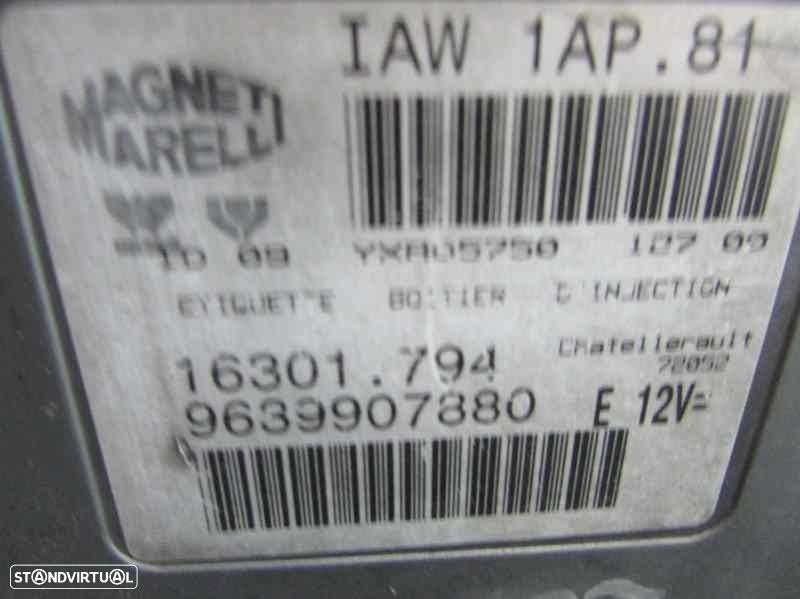 IAW 1AP.81
MAGNETI
MARELLI
ID 09 YXA05750 127 09
ETIQUETTE BOITIER D'INJECTION
16301.794
Chatellerault
72052
9639907880 E 12V=
STANDVIRTUAL